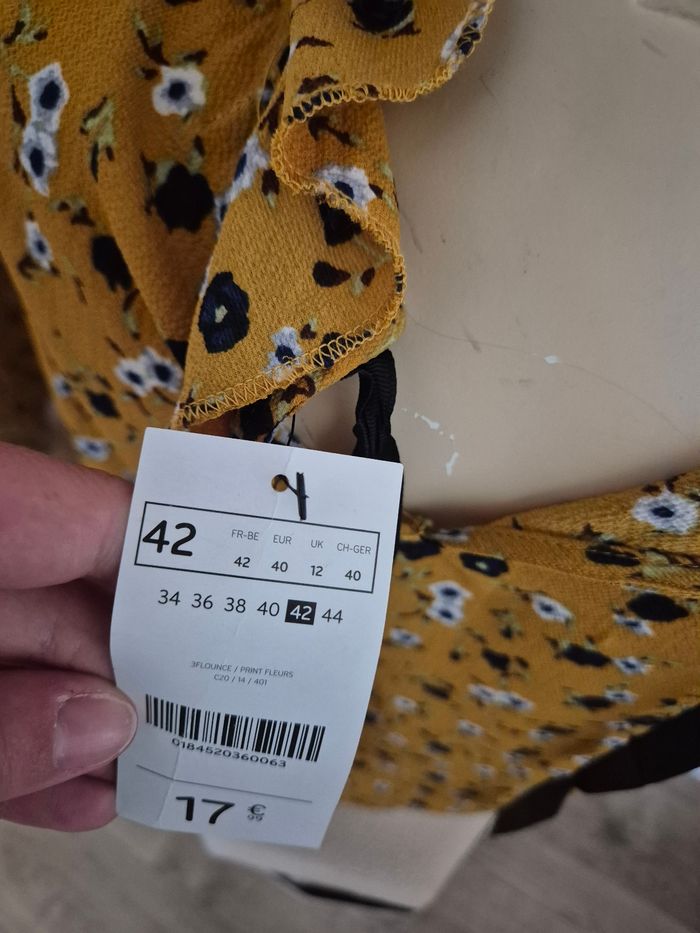 42 FR-BE EUR UK CH-GER
42 40 12 40
34 36 38 40 42 44
3FLOUNCE / PRINT FLEURS
C20 / 14 / 401
0184520360063
17 €99